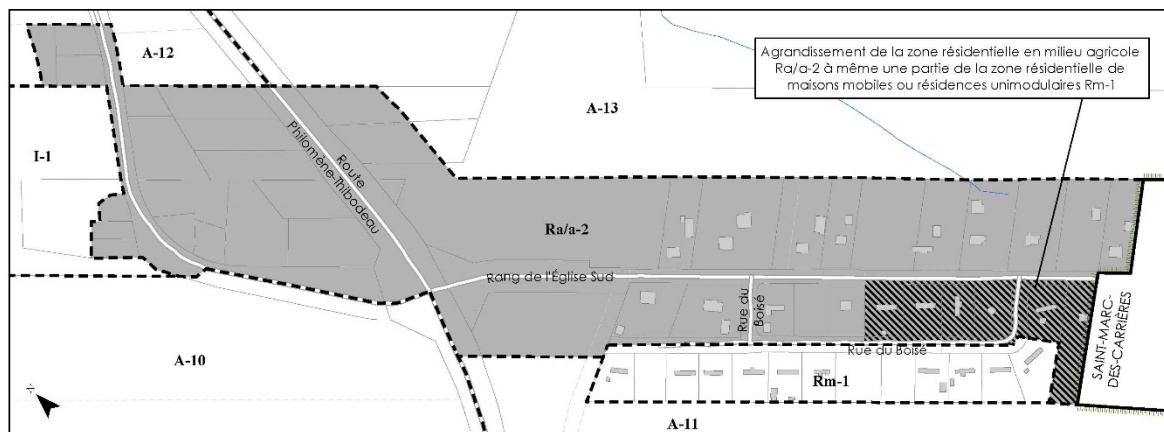 A-12
Agrandissement de la zone résidentielle en milieu agricole
Ra/a-2 à même une partie de la zone résidentielle de
maisons mobiles ou résidences unimodulaires Rm-1
A-13
I-1
Route
Philomène-Thibodeau
Ra/a-2
Rang de l'Église Sud
Rue du
Boisé
Rue du Boisé
SAINT-MARC-
DES-CARRIÈRES
A-10
Rm-1
A-11